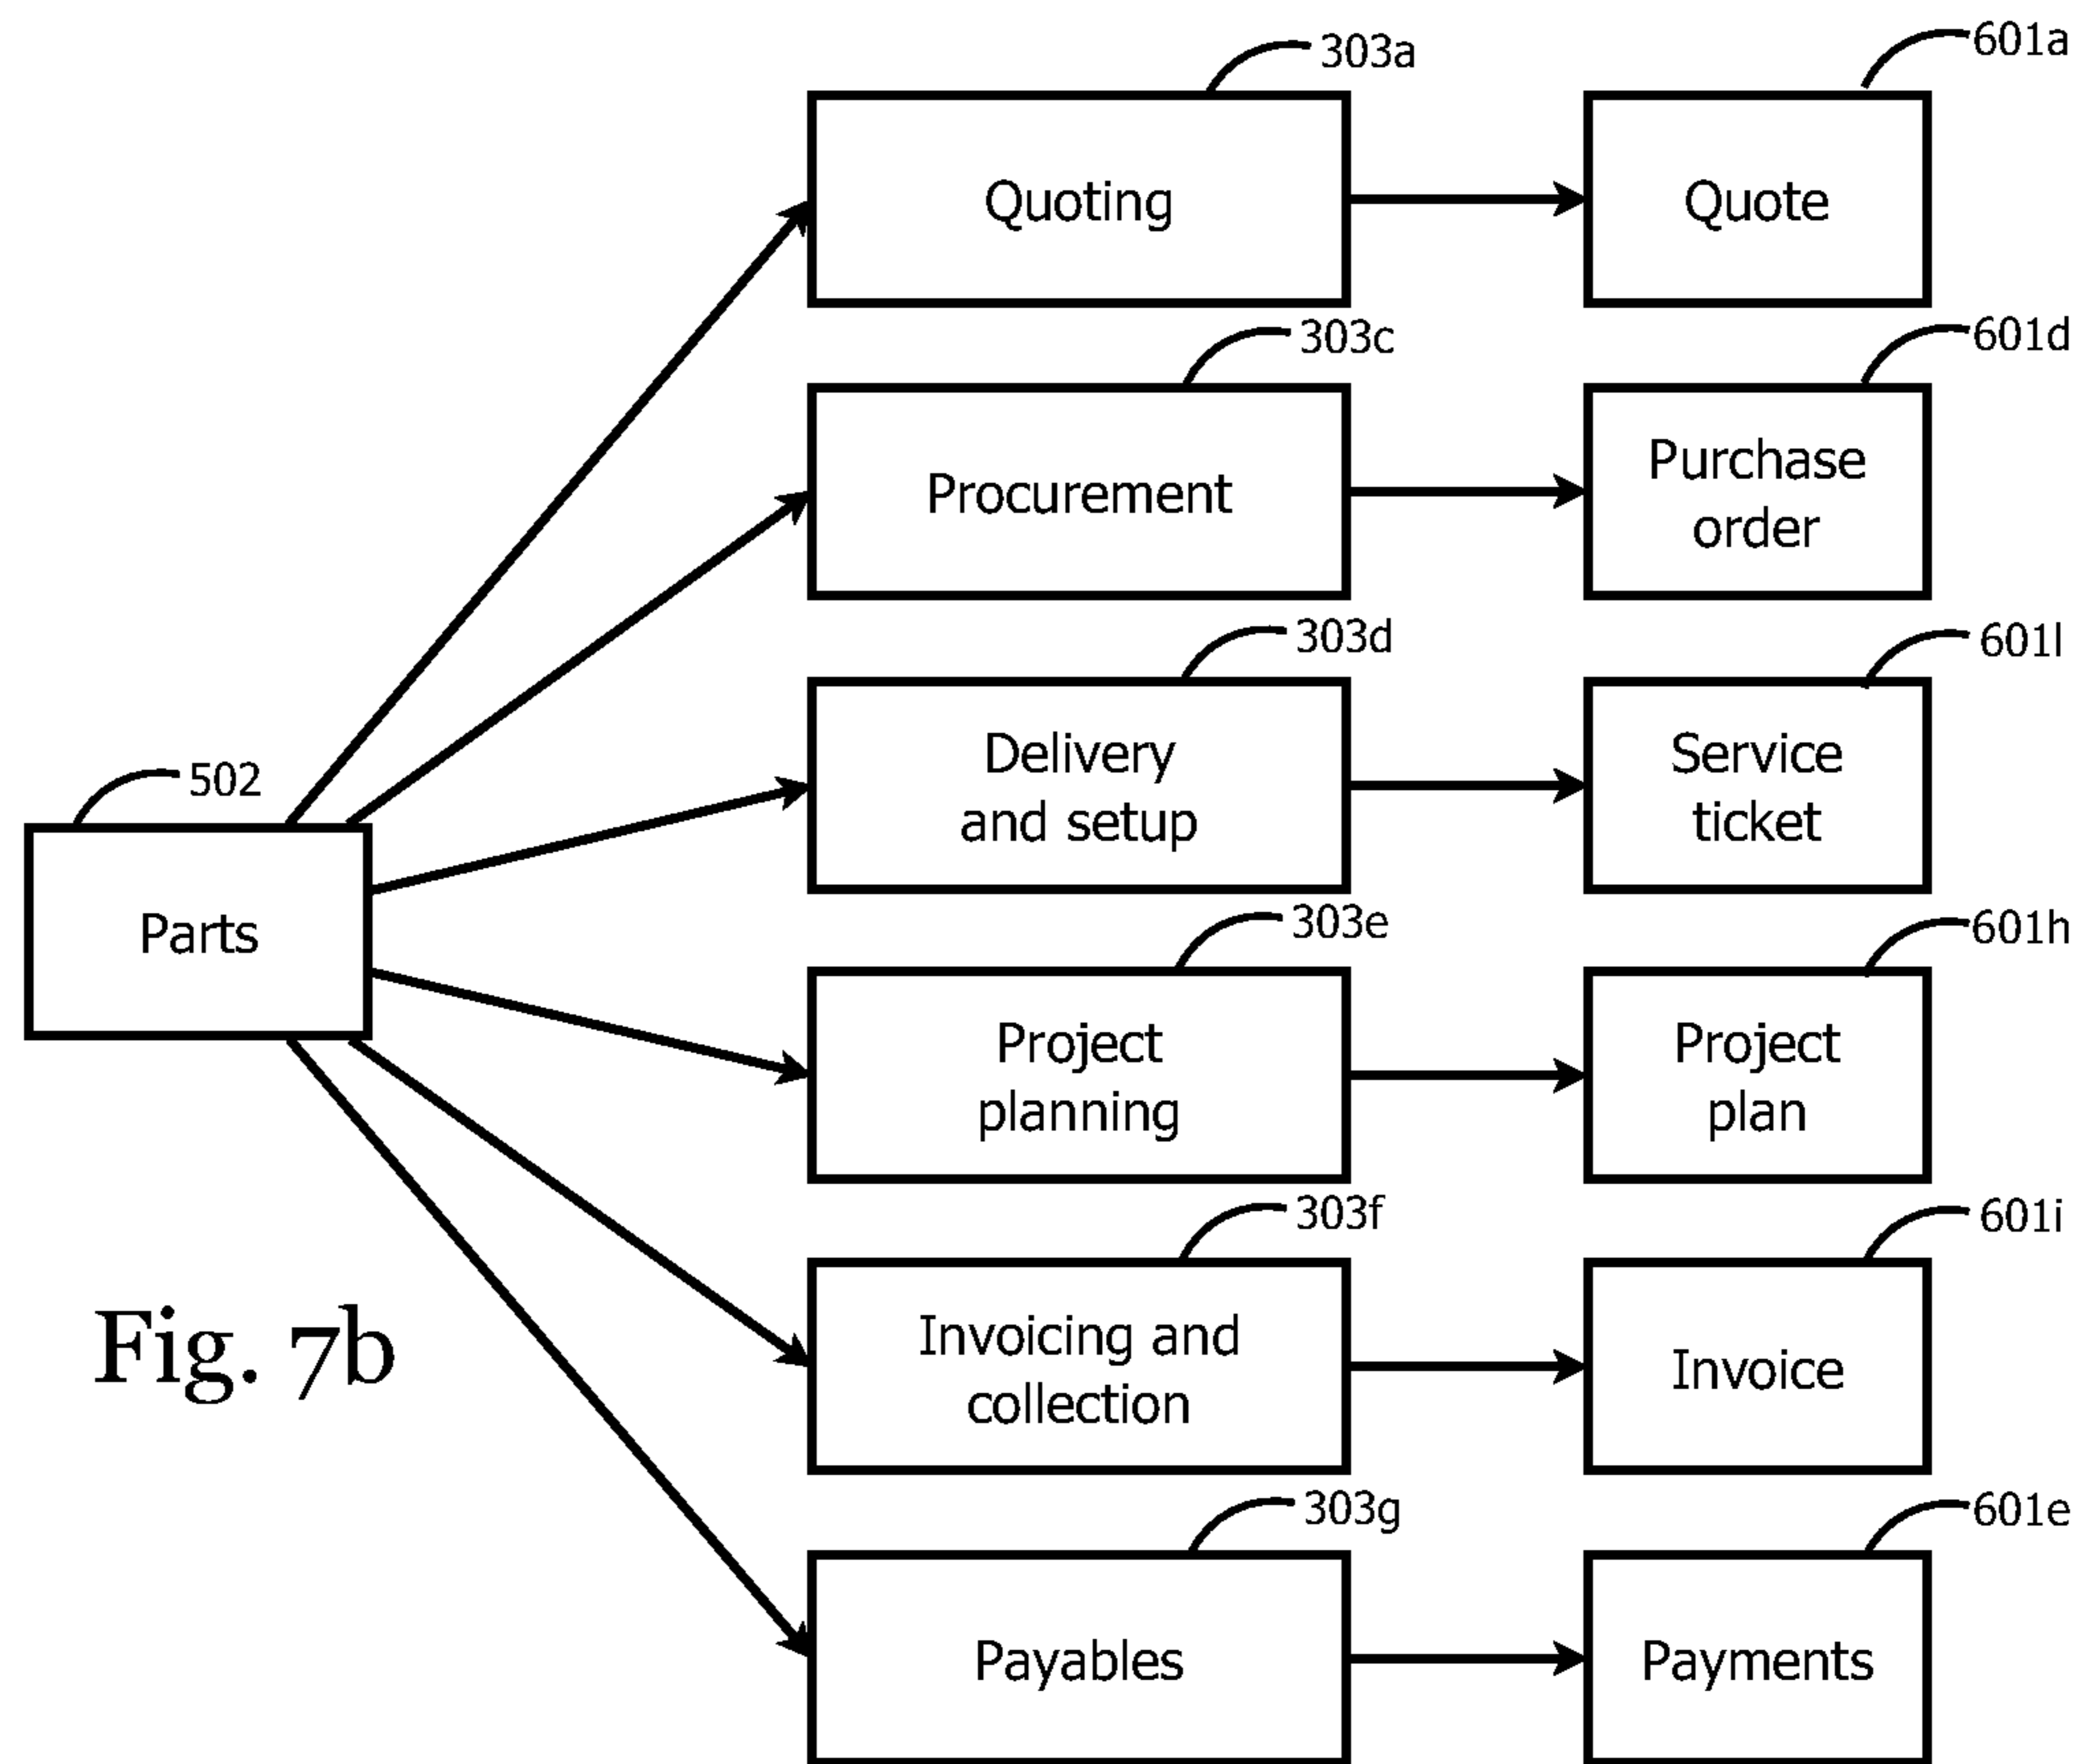 303a
601a
Quoting
Quote
303c
601d
Procurement
Purchase
order
303d
601l
Delivery
and setup
Service
ticket
502
Parts
303e
601h
Project
planning
Project
plan
303f
601i
Invoicing and
collection
Invoice
Fig. 7b
303g
601e
Payables
Payments